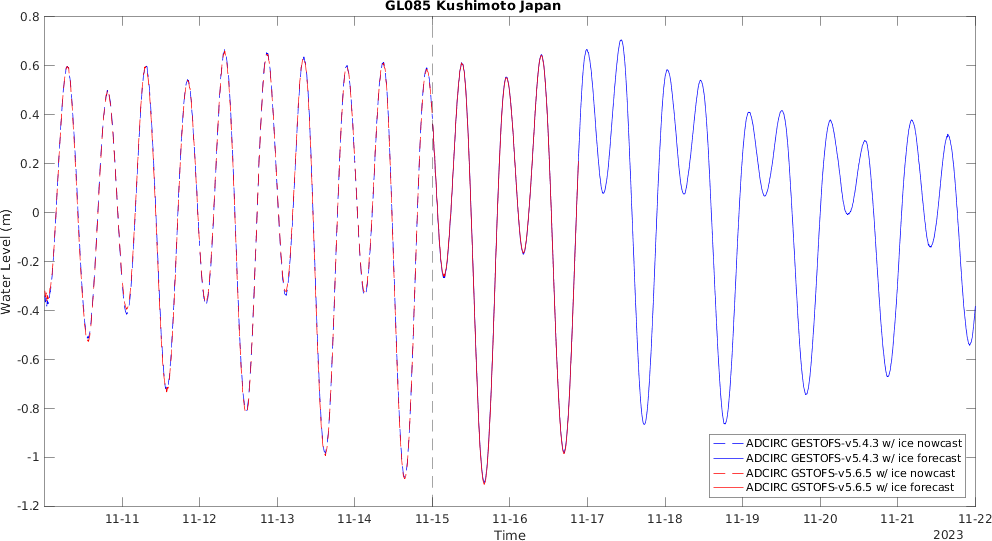 GL085 Kushimoto Japan
0.8
0.6
0.4
0.2
0
-0.2
-0.4
-0.6
-0.8
-1
-1.2
Water Level (m)
ADCIRC GESTOFS-v5.4.3 w/ ice nowcast
ADCIRC GESTOFS-v5.4.3 w/ ice forecast
ADCIRC GSTOFS-v5.6.5 w/ ice nowcast
ADCIRC GSTOFS-v5.6.5 w/ ice forecast
11-11 11-12 11-13 11-14 11-15 11-16 11-17 11-18 11-19 11-20 11-21 11-22
Time
2023